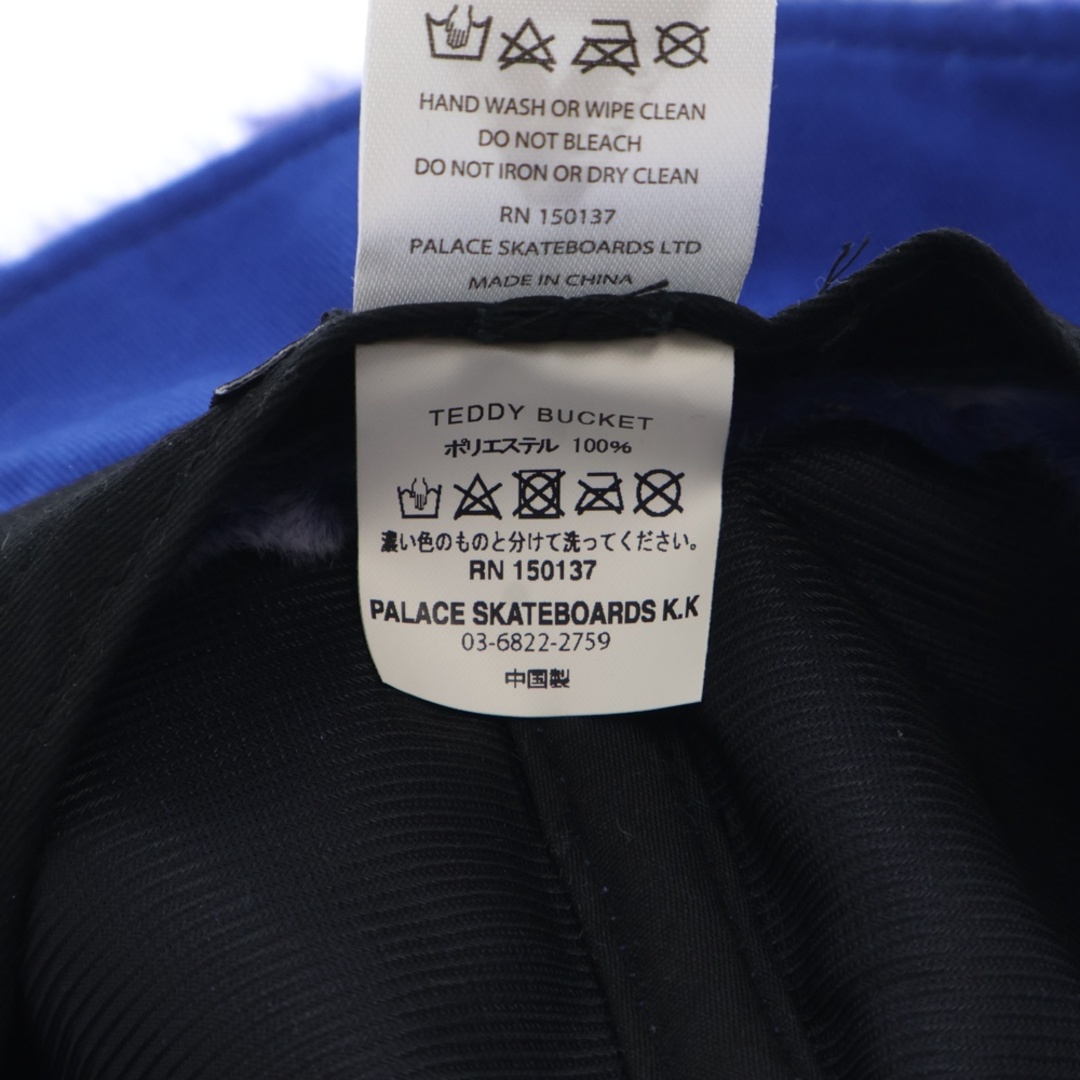 HAND WASH OR WIPE CLEAN
DO NOT BLEACH
DO NOT IRON OR DRY CLEAN
RN 150137
PALACE SKATEBOARDS LTD
MADE IN CHINA
TEDDY BUCKET
ポリエステル 100%
濃い色のものと分けて洗ってください。
RN 150137
PALACE SKATEBOARDS K.K
03-6822-2759
中国製